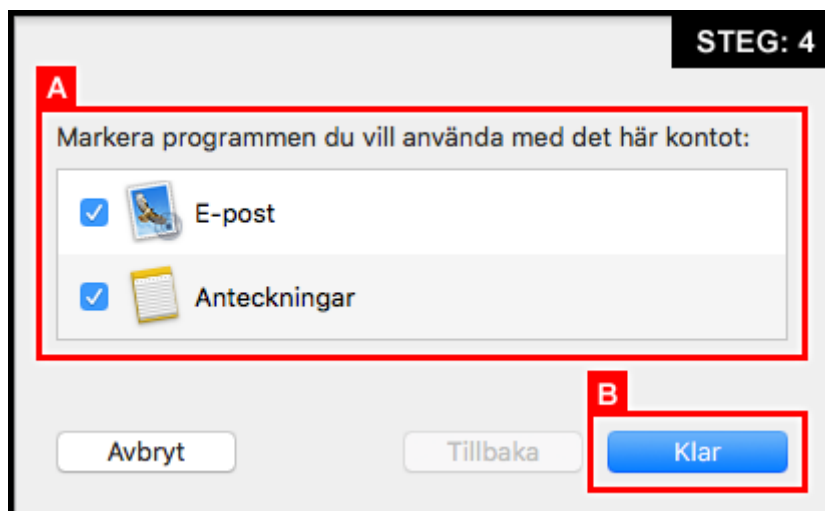 STEG: 4
A
Markera programmen du vill använda med det här kontot:
E-post
Anteckningar
B
Avbryt
Tillbaka
Klar